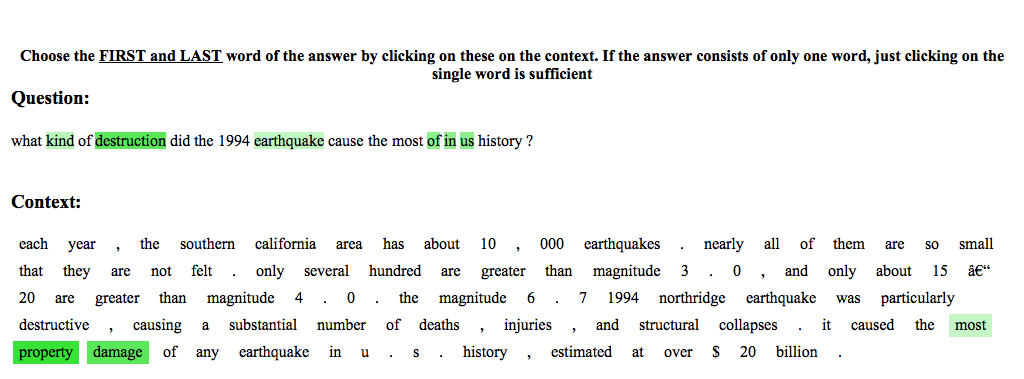 Choose the FIRST and LAST word of the answer by clicking on these on the context. If the answer consists of only one word, just clicking on the
single word is sufficient
Question:
what kind of destruction did the 1994 earthquake cause the most of in us history ?
Context:
each year , the southern california area has about 10 , 000 earthquakes . nearly all of them are so small
that they are not felt . only several hundred are greater than magnitude 3 . 0 , and only about 15 â€“
20 are greater than magnitude 4 . 0 . the magnitude 6 . 7 1994 northridge earthquake was particularly
destructive , causing a substantial number of deaths , injuries , and structural collapses . it caused the most
property damage of any earthquake in u . s . history , estimated at over $ 20 billion .